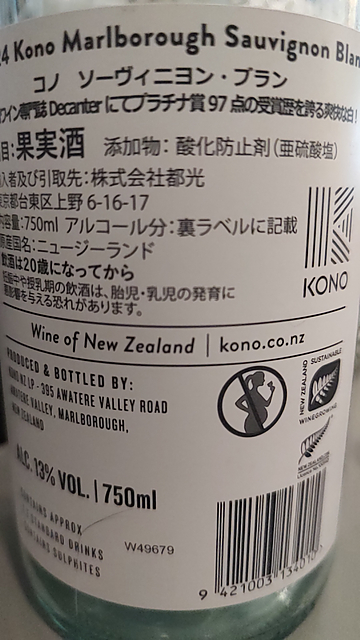 24 Kono Marlborough Sauvignon Blan
コノ ソーヴィニヨン・ブラン
ワイン専門誌 Decanter にてプラチナ賞 97 点の受賞歴を誇る爽快な白!
目:果実酒 添加物: 酸化防止剤(亜硫酸塩)
入者及び引取先: 株式会社都光
京都台東区上野 6-16-17
内容量:750ml アルコール分: 裏ラベルに記載
原産国名: ニュージーランド
飲酒は20歳になってから
妊娠中や授乳期の飲酒は、胎児・乳児の発育に
悪影響を与える恐れがあります。
KONO
Wine of New Zealand | kono.co.nz
PRODUCED & BOTTLED BY:
KONO NZ LP - 395 AWATERE VALLEY ROAD
AWATERE VALLEY, MARLBOROUGH,
NEW ZEALAND
SUSTAINABLE
NEW ZEALAND
WINEGROWING
ALC. 13% VOL. | 750ml
CONTAINS APPROX
STANDARD DRINKS
CONTAINS SULPHITES
W49679
9 421003 134010